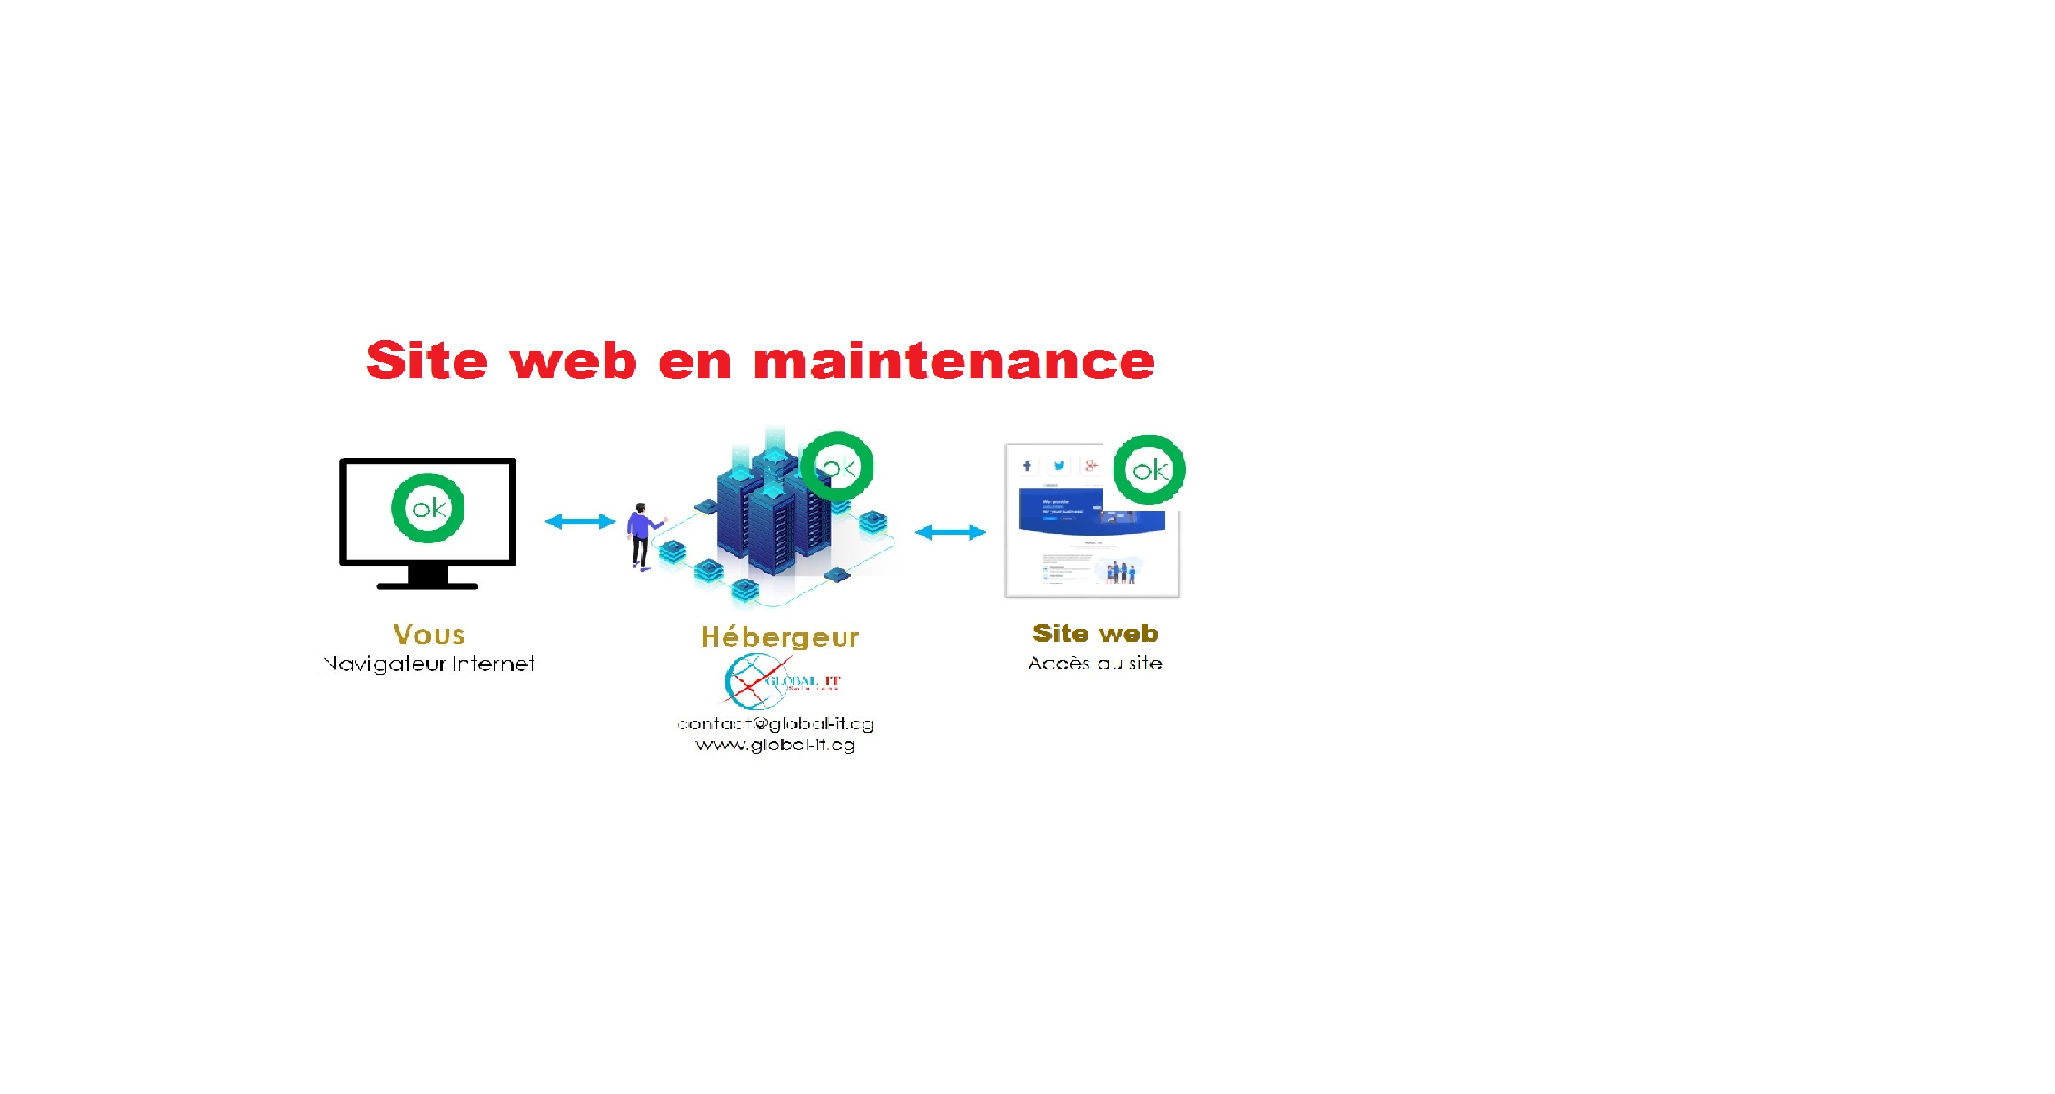 Site web en maintenance
ok
ok
ok
Vous
Navigateur Internet
Hébergeur
GLOBAL IT
Solutions
contact@global-it.cg
www.global-it.cg
Site web
Accès au site